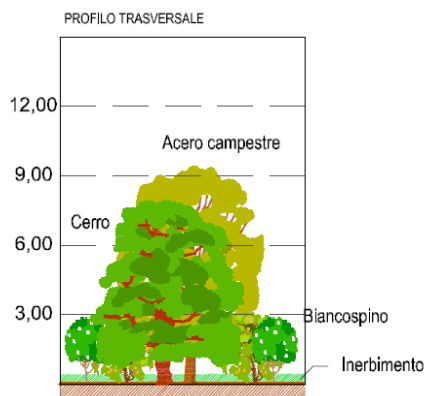 PROFILO TRASVERSALE
12,00
Acero campestre
9,00
Cerro
6,00
3,00
Biancospino
Inerbimento